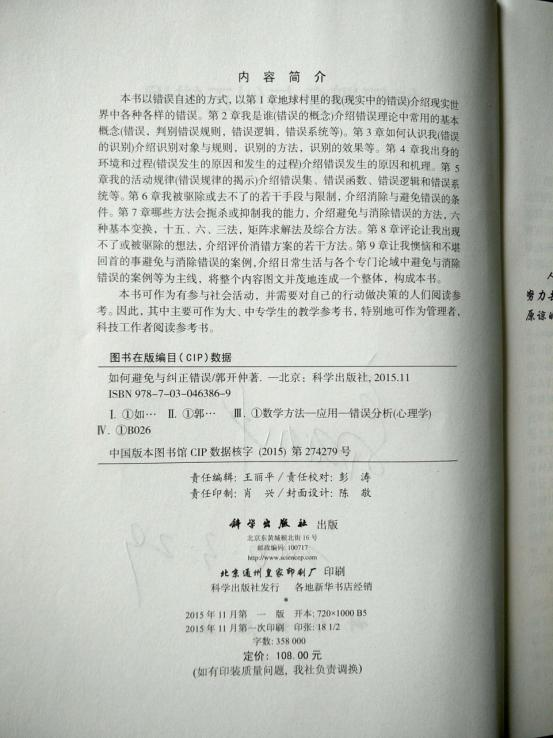 内容简介
本书以错误自述的方式,以第1章地球村里的我(现实中的错误)介绍现实世
界中各种各样的错误。第2章我是谁(错误的概念)介绍错误理论中常用的基本
概念(错误,判别错误规则,错误逻辑,错误系统等)。第3章如何认识我(错误
的识别)介绍识别对象与规则,识别的方法,识别的效果等。第4章我出身的
环境和过程(错误发生的原因和发生的过程)介绍错误发生的原因和机理。第5
章我的活动规律(错误规律的揭示)介绍错误集、错误函数、错误逻辑和错误系
统等。第6章我被驱除或去不了的若干手段与限制,介绍消除与避免错误的条
件。第7章哪些方法会扼杀或抑制我的能力,介绍避免与消除错误的方法,六
种基本变换,十五、六、三法,矩阵求解法及综合方法。第8章评论让我出现
不了或被驱除的想法,介绍评价消错方案的若干方法。第9章让我懊恼和不堪
回首的事避免与消除错误的案例,介绍日常生活与各个专门论域中避免与消除
错误的案例等为主线,将整个内容图文并茂地连成一个整体,构成本书。
本书可作为有参与社会活动,并需要对自己的行动做决策的人们阅读参
考。因此,其中主要可作为大、中专学生的教学参考书,特别地可作为管理者,
科技工作者阅读参考书。
图书在版编目(CIP)数据
如何避免与纠正错误/郭开仲著. —北京:科学出版社,2015.11
ISBN 978-7-03-046386-9
Ⅰ. ①如… Ⅱ. ①郭… Ⅲ. ①数学方法—应用—错误分析(心理学)
Ⅳ. ①B026
中国版本图书馆CIP数据核字(2015)第274279号
责任编辑:王丽平/责任校对:彭 涛
责任印制:肖 兴/封面设计:陈 敬
科学出版社 出版
北京东黄城根北街16号
邮政编码:100717
http://www.sciencep.com
北京通州皇家印刷厂 印刷
科学出版社发行 各地新华书店经销
*
2015年11月第 一 版 开本:720×1000 B5
2015年11月第一次印刷 印张:18 1/2
字数:358 000
定价:108.00元
(如有印装质量问题,我社负责调换)
努力
原谅的